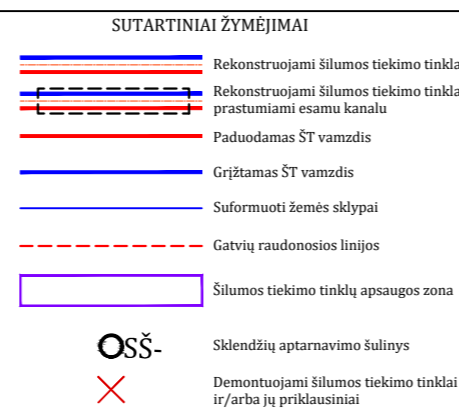 SUTARTINIAI ŽYMĖJIMAI
Rekonstruojami šilumos tiekimo tinkla
Rekonstruojami šilumos tiekimo tinkla
prastumiami esamu kanalu
Paduodamas ŠT vamzdis
Grįžtamas ŠT vamzdis
Suformuoti žemės sklypai
Gatvių raudonosios linijos
Šilumos tiekimo tinklų apsaugos zona
OSŠ- Sklendžių aptarnavimo šulinys
Demontuojami šilumos tiekimo tinklai
ir/arba jų priklausiniai